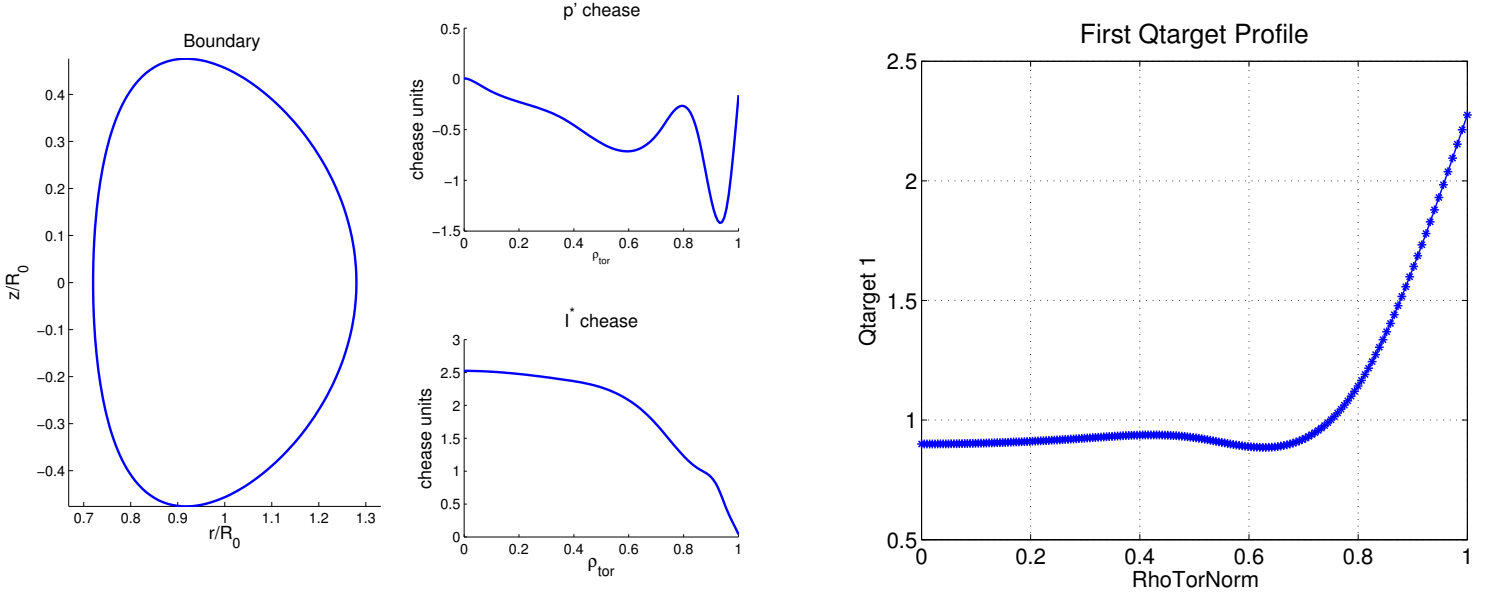 Boundary
z/R0
0.4
0.3
0.2
0.1
0
−0.1
−0.2
−0.3
−0.4
0.7 0.8 0.9 1 1.1 1.2 1.3
r/R0
p' chease
chease units
0.5
0
−0.5
−1
−1.5
0 0.2 0.4 0.6 0.8 1
ρtor
I* chease
chease units
3
2.5
2
1.5
1
0.5
0
0 0.2 0.4 0.6 0.8 1
ρtor
First Qtarget Profile
Qtarget 1
2.5
2
1.5
1
0.5
0 0.2 0.4 0.6 0.8 1
RhoTorNorm